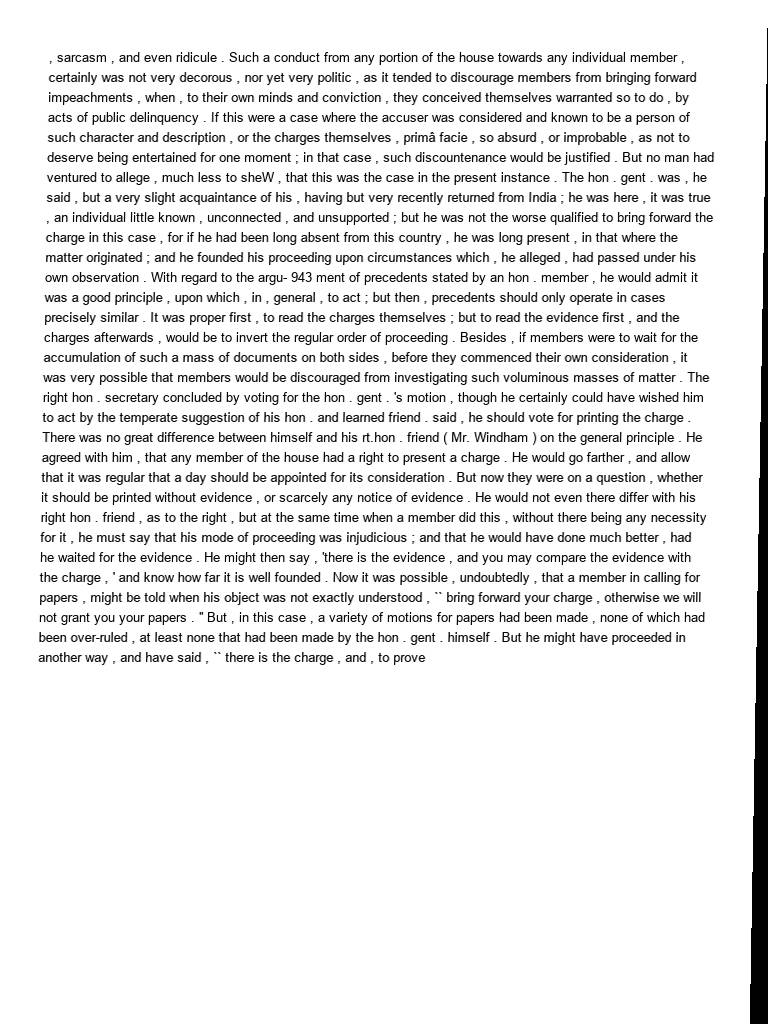 , sarcasm , and even ridicule . Such a conduct from any portion of the house towards any individual member ,
certainly was not very decorous , nor yet very politic , as it tended to discourage members from bringing forward
impeachments , when , to their own minds and conviction , they conceived themselves warranted so to do , by
acts of public delinquency . If this were a case where the accuser was considered and known to be a person of
such character and description , or the charges themselves , primâ facie , so absurd , or improbable , as not to
deserve being entertained for one moment ; in that case , such discountenance would be justified . But no man had
ventured to allege , much less to sheW , that this was the case in the present instance . The hon . gent . was , he
said , but a very slight acquaintance of his , having but very recently returned from India ; he was here , it was true
, an individual little known , unconnected , and unsupported ; but he was not the worse qualified to bring forward the
charge in this case , for if he had been long absent from this country , he was long present , in that where the
matter originated ; and he founded his proceeding upon circumstances which , he alleged , had passed under his
own observation . With regard to the argu- 943 ment of precedents stated by an hon . member , he would admit it
was a good principle , upon which , in , general , to act ; but then , precedents should only operate in cases
precisely similar . It was proper first , to read the charges themselves ; but to read the evidence first , and the
charges afterwards , would be to invert the regular order of proceeding . Besides , if members were to wait for the
accumulation of such a mass of documents on both sides , before they commenced their own consideration , it
was very possible that members would be discouraged from investigating such voluminous masses of matter . The
right hon . secretary concluded by voting for the hon . gent . 's motion , though he certainly could have wished him
to act by the temperate suggestion of his hon . and learned friend . said , he should vote for printing the charge .
There was no great difference between himself and his rt.hon . friend ( Mr. Windham ) on the general principle . He
agreed with him , that any member of the house had a right to present a charge . He would go farther , and allow
that it was regular that a day should be appointed for its consideration . But now they were on a question , whether
it should be printed without evidence , or scarcely any notice of evidence . He would not even there differ with his
right hon . friend , as to the right , but at the same time when a member did this , without there being any necessity
for it , he must say that his mode of proceeding was injudicious ; and that he would have done much better , had
he waited for the evidence . He might then say , 'there is the evidence , and you may compare the evidence with
the charge , ' and know how far it is well founded . Now it was possible , undoubtedly , that a member in calling for
papers , might be told when his object was not exactly understood , `` bring forward your charge , otherwise we will
not grant you your papers . '' But , in this case , a variety of motions for papers had been made , none of which had
been over-ruled , at least none that had been made by the hon . gent . himself . But he might have proceeded in
another way , and have said , `` there is the charge , and , to prove